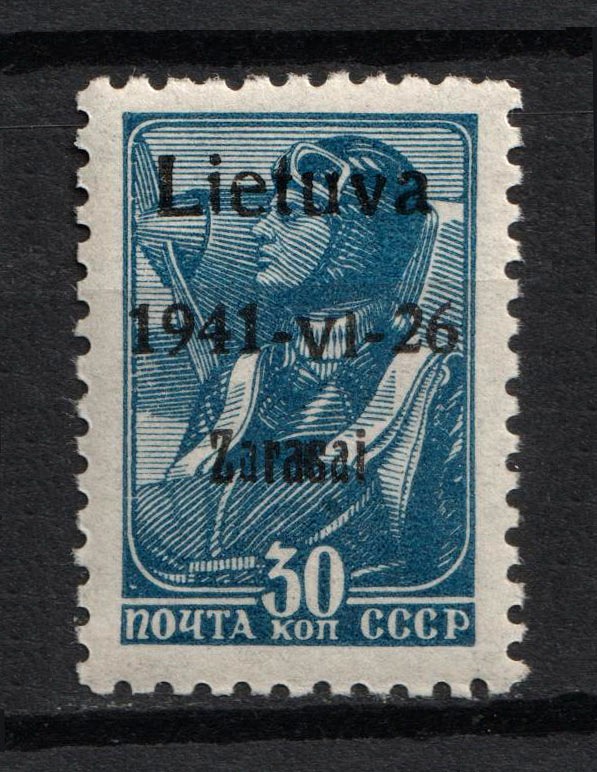 Lietuva
1941-VI-26
Zarasai
30
ПОЧТА КОП СССР